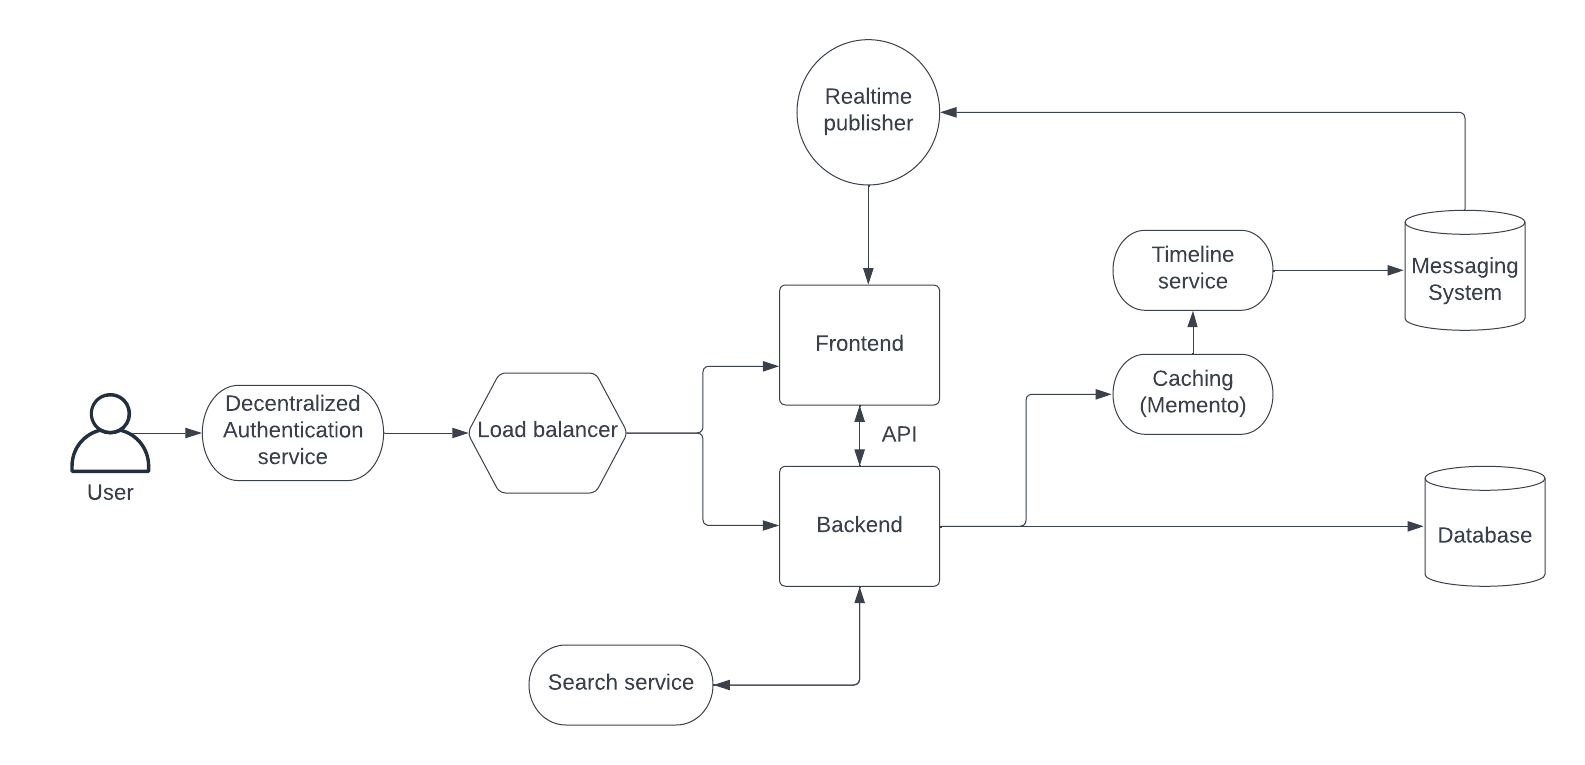 Realtime
publisher
Timeline
service
Messaging
System
Frontend
Caching
(Memento)
Decentralized
Authentication
service
Load balancer
API
User
Backend
Database
Search service